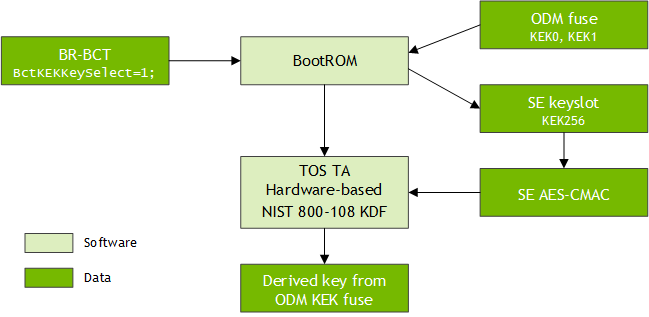 BR-BCT
BctKEKKeySelect=1;
BootROM
ODM fuse
KEK0, KEK1
SE keyslot
KEK256
TOS TA
Hardware-based
NIST 800-108 KDF
SE AES-CMAC
Software
Data
Derived key from
ODM KEK fuse